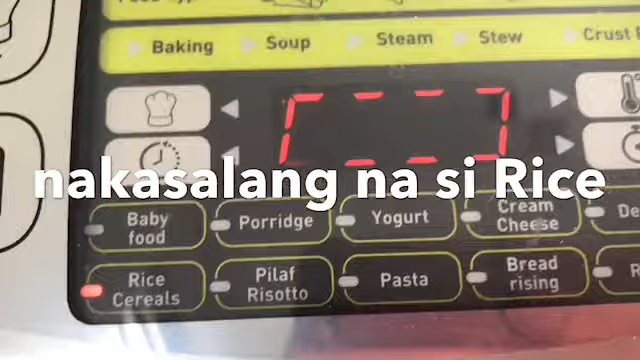 Baking Soup Steam Stew Crust
nakasalang na si Rice
Baby food
Porridge
Yogurt
Cream Cheese
Rice Cereals
Pilaf Risotto
Pasta
Bread rising